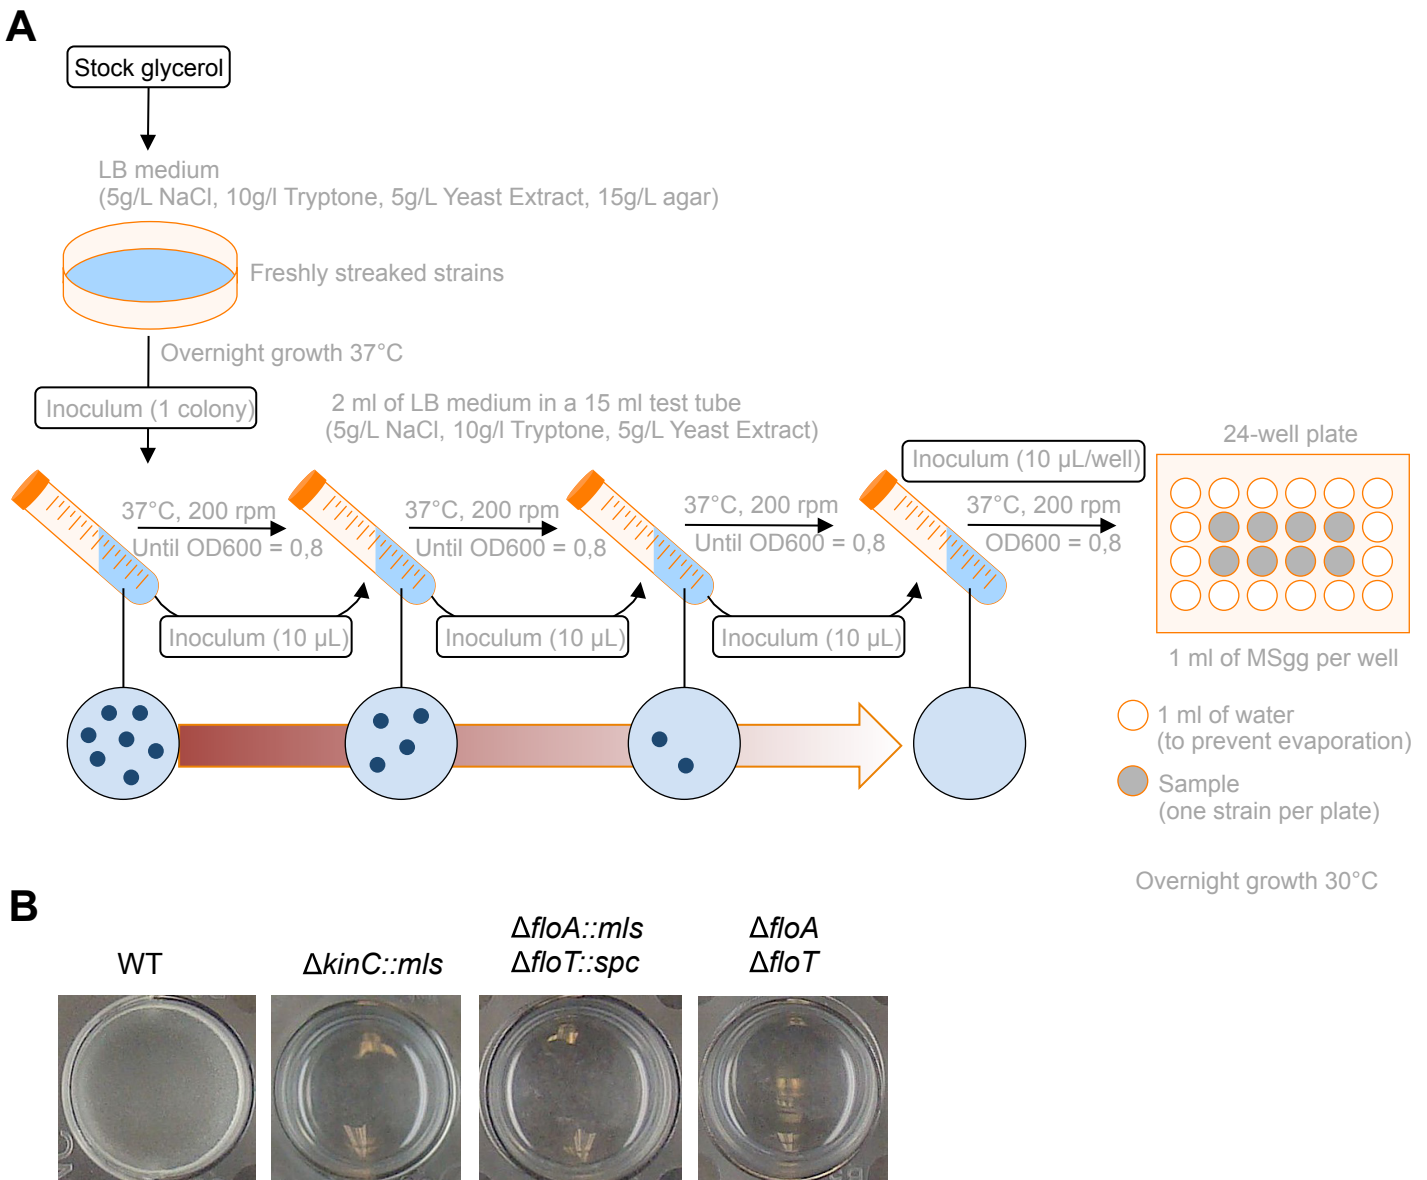 A
Stock glycerol
LB medium
(5g/L NaCl, 10g/l Tryptone, 5g/L Yeast Extract, 15g/L agar)
Freshly streaked strains
Overnight growth 37°C
Inoculum (1 colony)
2 ml of LB medium in a 15 ml test tube
(5g/L NaCl, 10g/l Tryptone, 5g/L Yeast Extract)
37°C, 200 rpm
Until OD600 = 0,8
37°C, 200 rpm
Until OD600 = 0,8
37°C, 200 rpm
Until OD600 = 0,8
Inoculum (10 µL/well)
37°C, 200 rpm
OD600 = 0,8
24-well plate
Inoculum (10 µL)
Inoculum (10 µL)
Inoculum (10 µL)
1 ml of MSgg per well
1 ml of water
(to prevent evaporation)
Sample
(one strain per plate)
Overnight growth 30°C
B
WT
ΔkinC::mls
ΔfloA::mls
ΔfloT::spc
ΔfloA
ΔfloT